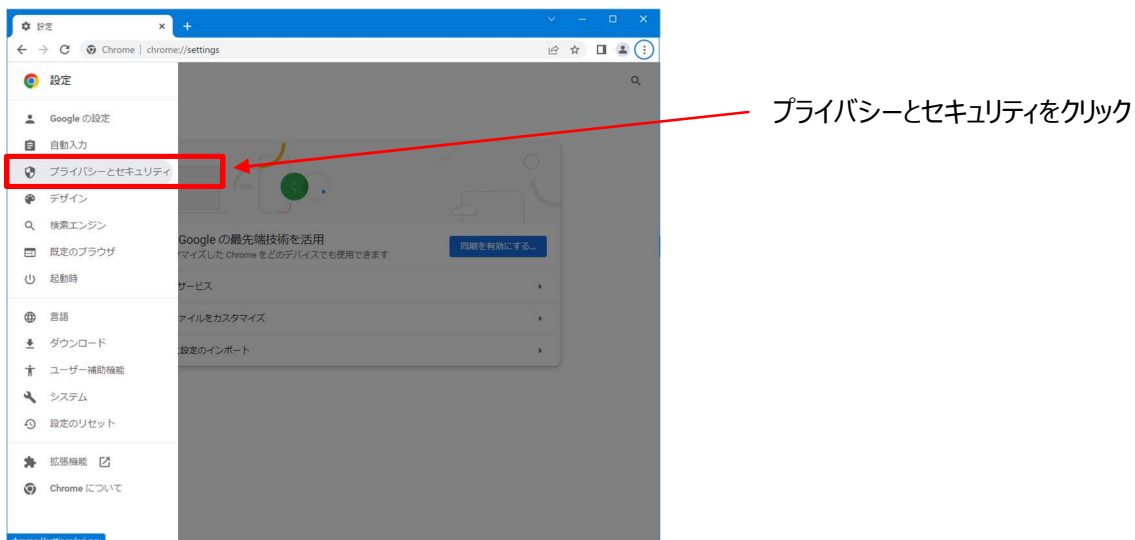 設定
Chrome | chrome://settings
設定
プライバシーとセキュリティをクリック
Google の設定
自動入力
プライバシーとセキュリティ
デザイン
検索エンジン
Google の最先端技術を活用
同期を有効にする...
既定のブラウザ
マイズした Chrome をどのデバイスでも使用できます
起動時
サービス
言語
ァイルをカスタマイズ
ダウンロード
設定のインポート
ユーザー補助機能
システム
設定のリセット
拡張機能
Chrome について